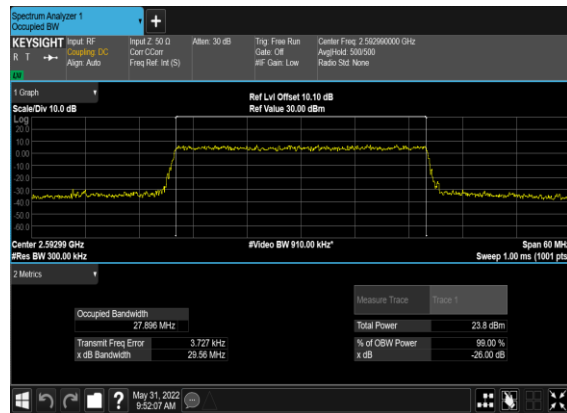 Spectrum Analyzer 1
Occupied BW
KEYSIGHT
R T
LW
Input: RF
Coupling: DC
Align: Auto
Input Z: 50 Ω
Corr CCorr
Freq Ref: Int (S)
Atten: 30 dB
Trig: Free Run
Gate: Off
#IF Gain: Low
Center Freq: 2.592990000 GHz
Avg|Hold: 500/500
Radio Std: None
1 Graph
Scale/Div 10.0 dB
Ref Lvl Offset 10.10 dB
Ref Value 30.00 dBm
Log
20.0
10.0
0.00
-10.0
-20.0
-30.0
-40.0
-50.0
-60.0
Center 2.59299 GHz
#Res BW 300.00 kHz
#Video BW 910.00 kHz*
Span 60 MHz
Sweep 1.00 ms (1001 pts
2 Metrics
Occupied Bandwidth
27.896 MHz
Transmit Freq Error 3.727 kHz
x dB Bandwidth 29.56 MHz
Measure Trace Trace 1
Total Power 23.8 dBm
% of OBW Power 99.00 %
x dB -26.00 dB
?
May 31, 2022
9:52:07 AM